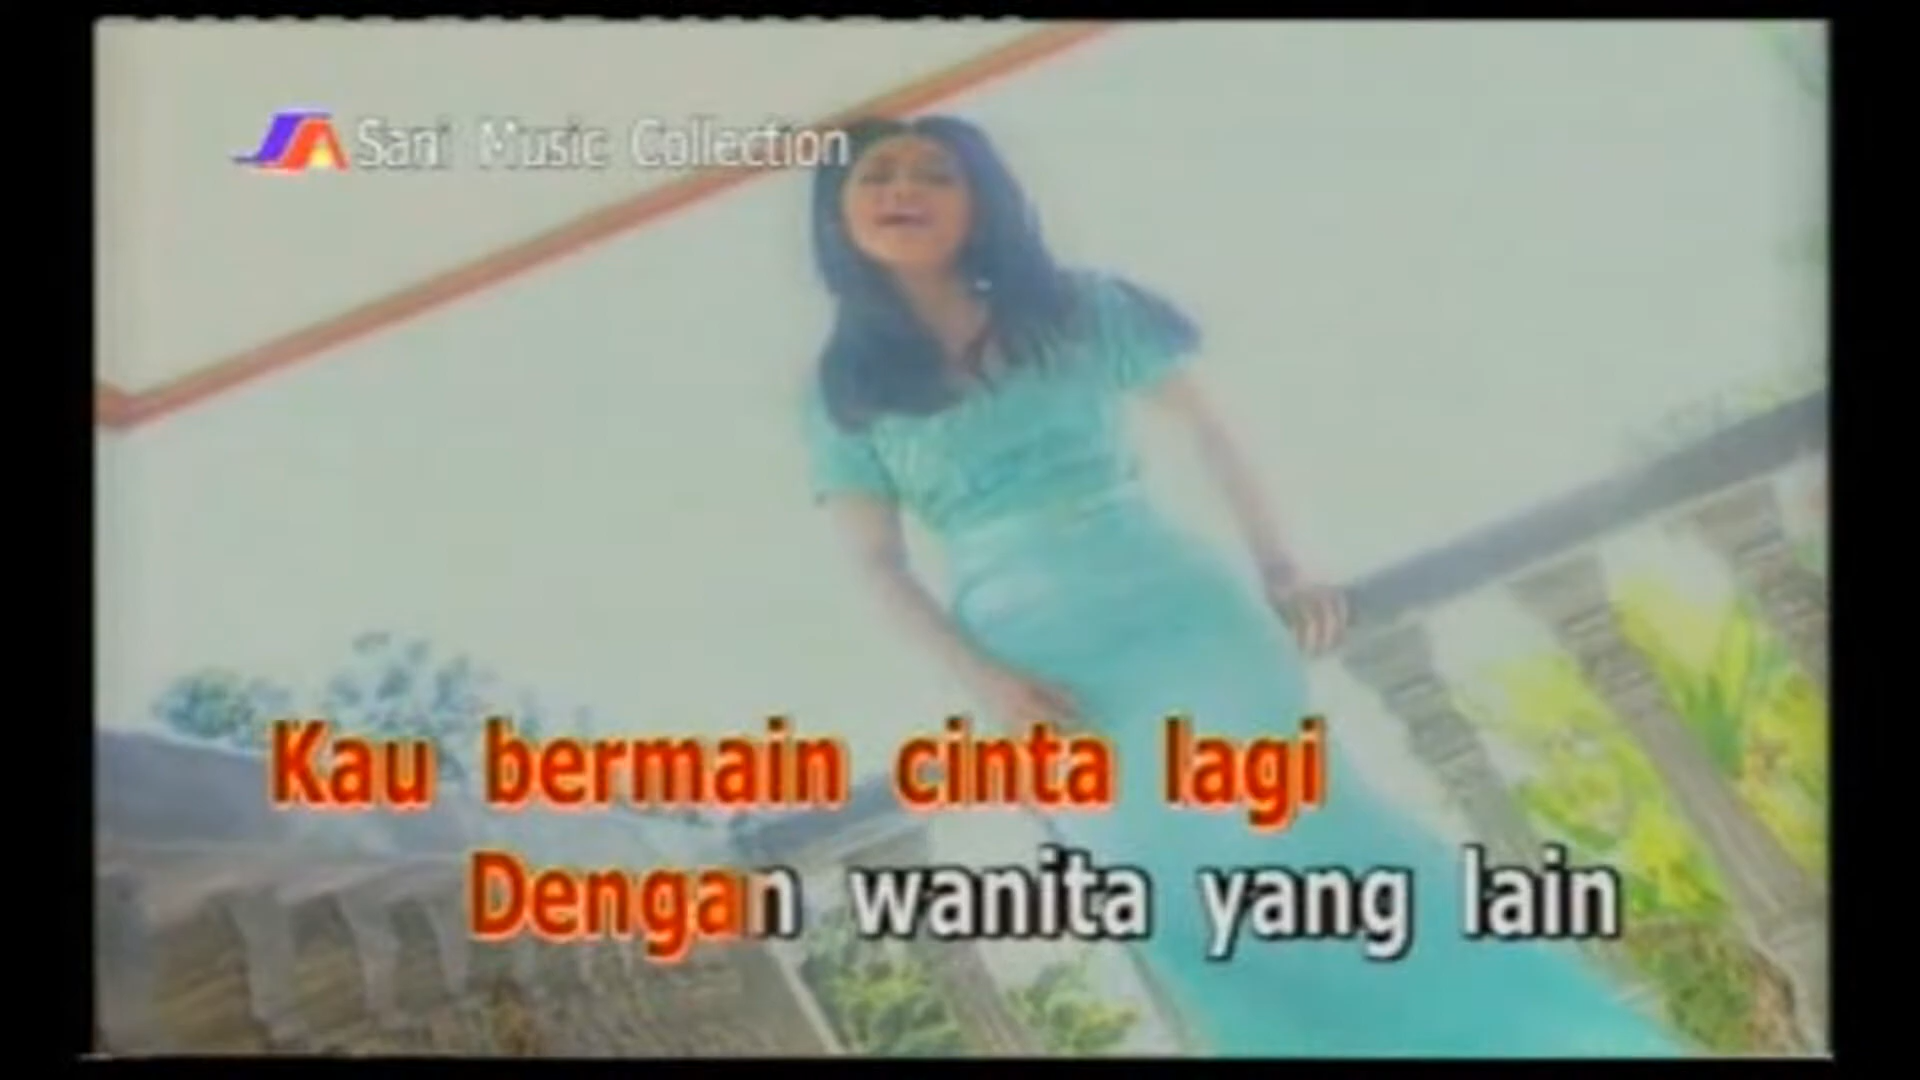 Sani Music Collection
Kau bermain cinta lagi
Dengan wanita yang lain